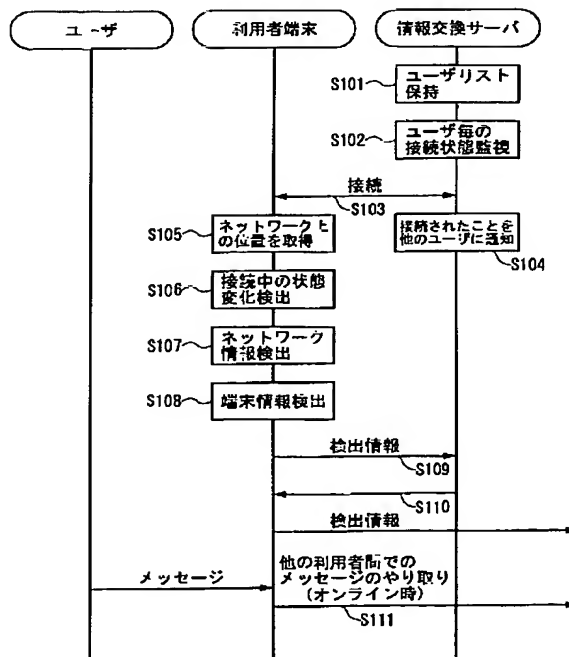 ユーザ
利用者端末
情報交換サーバ
S101
ユーザリスト
保持
S102
ユーザ毎の
接続状態監視
接続
S103
S105
ネットワーク上
の位置を取得
接続されたことを
他のユーザに通知
S104
S106
接続中の状態
変化検出
S107
ネットワーク
情報検出
S108
端末情報検出
検出情報
S109
S110
検出情報
他の利用者間での
メッセージのやり取り
(オンライン時)
メッセージ
S111